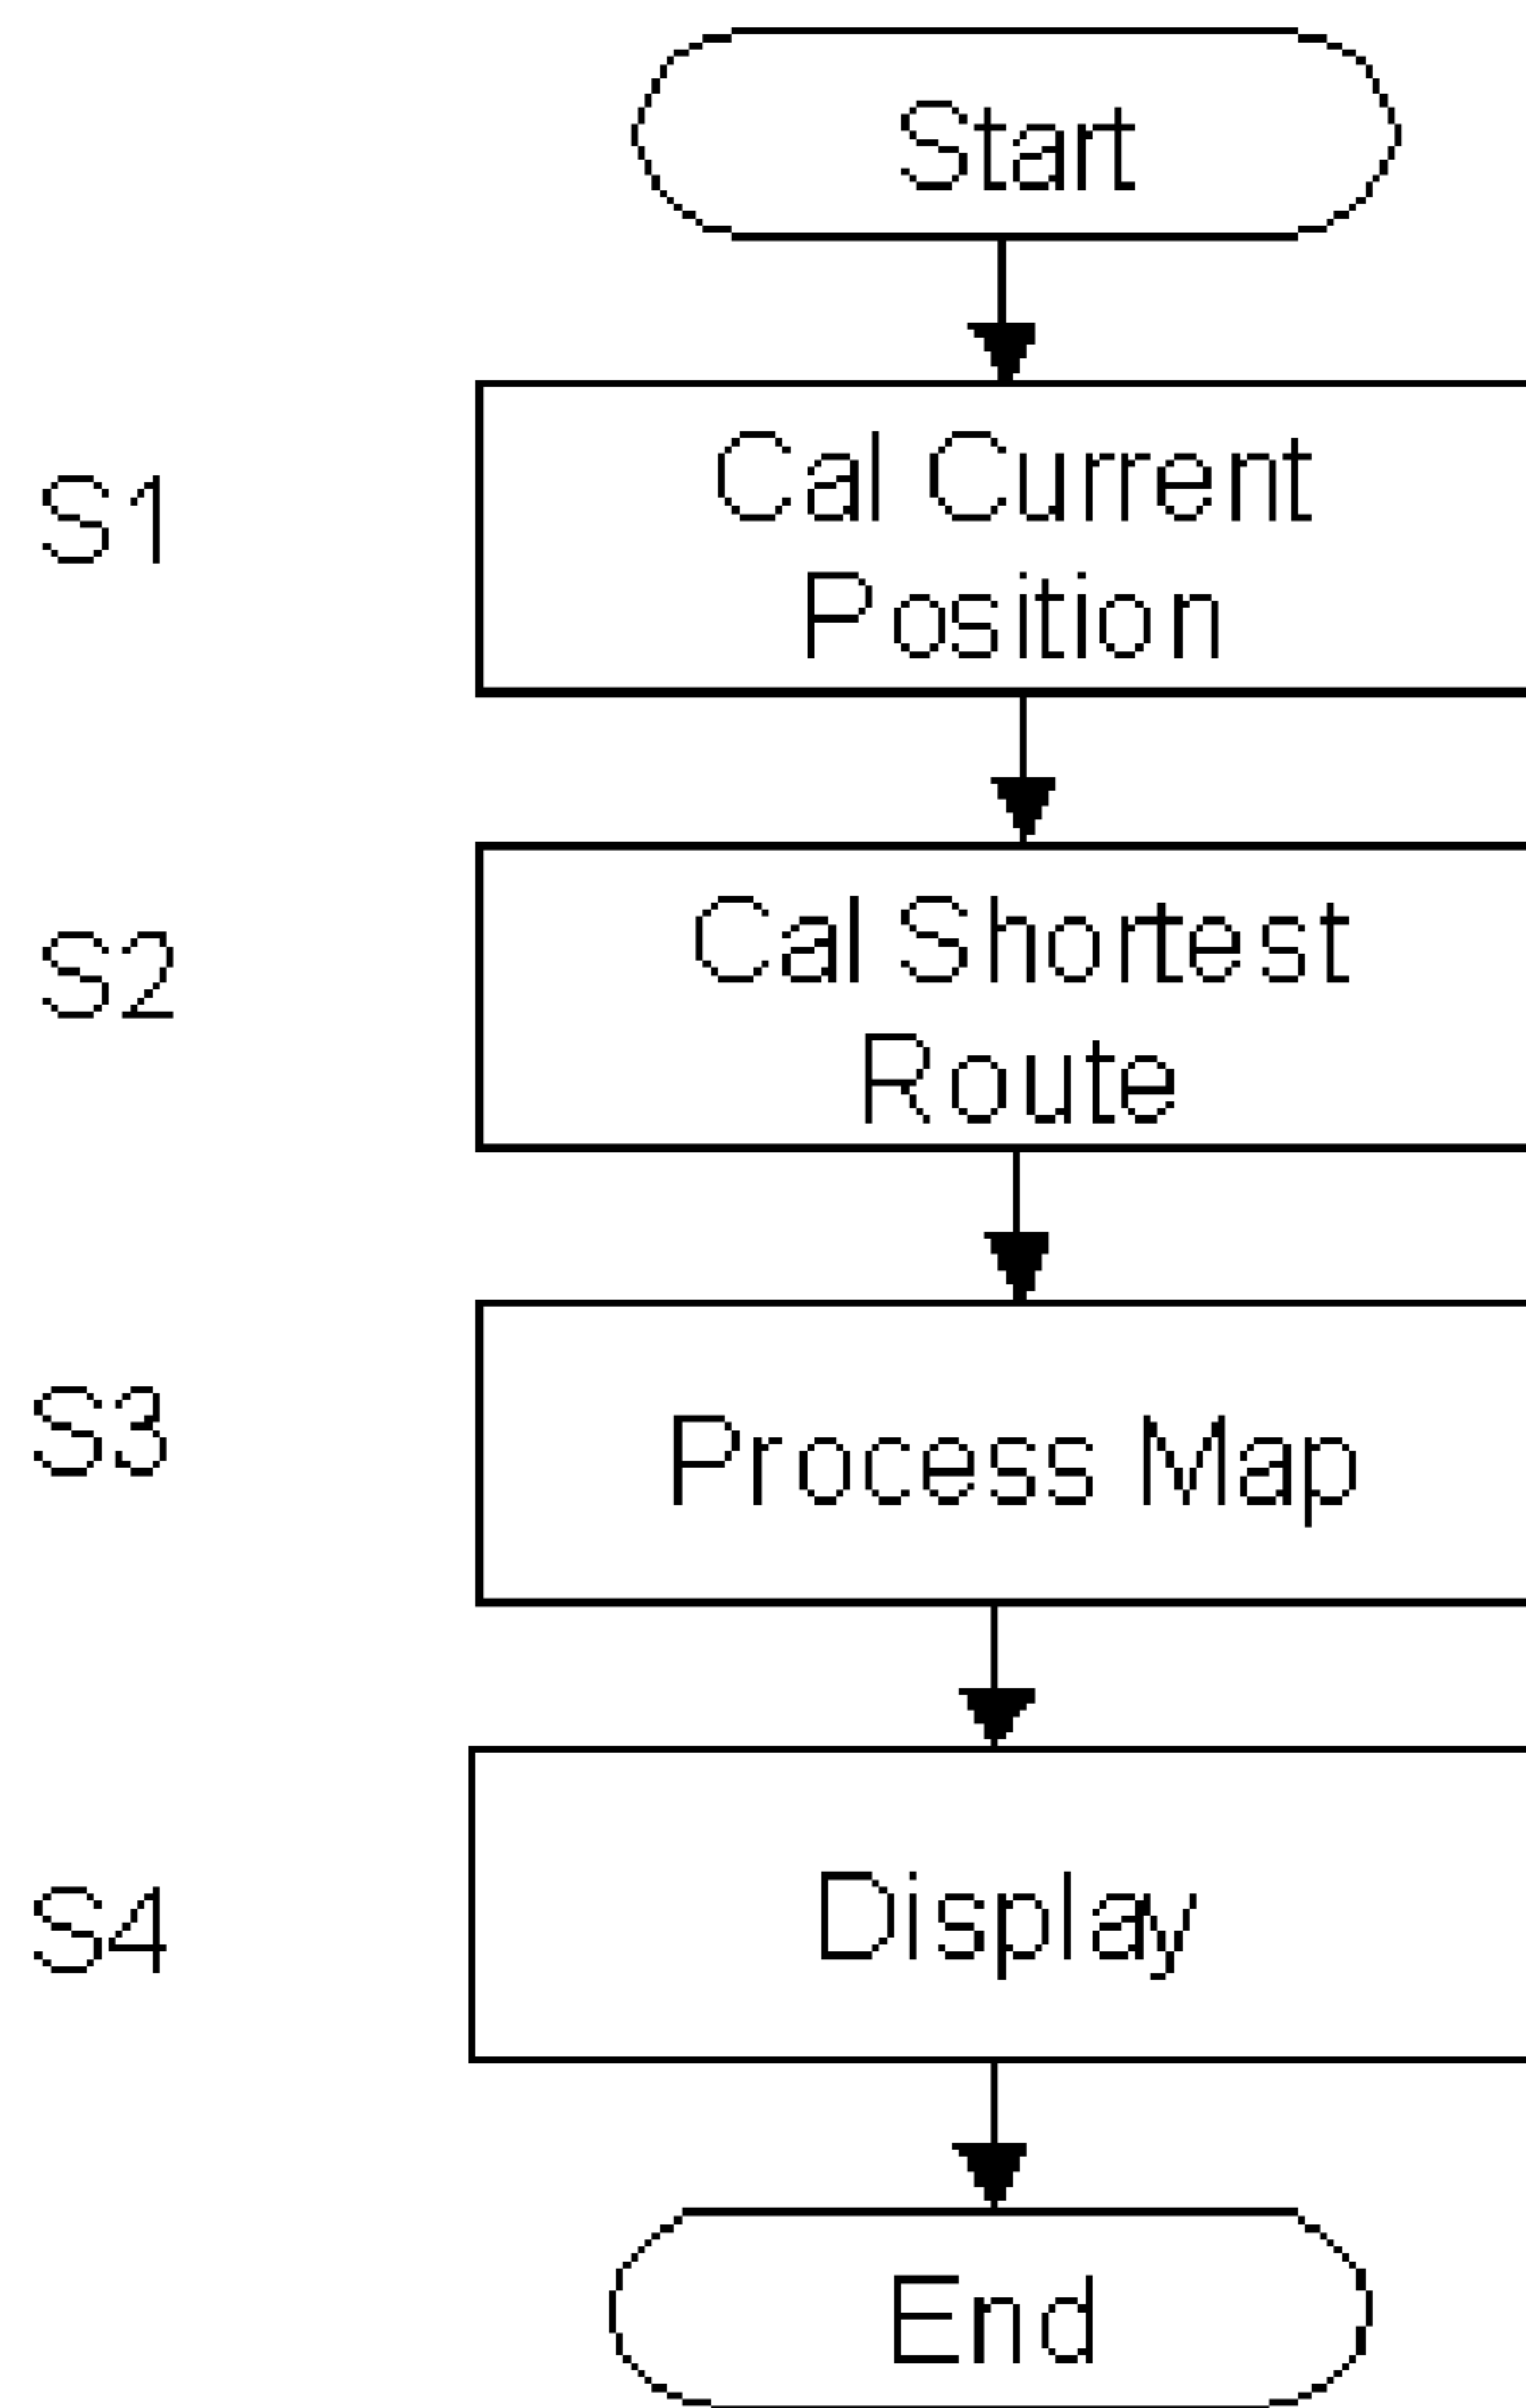 Start
S1
Cal Current
Position
S2
Cal Shortest
Route
S3
Process Map
S4
Display
End